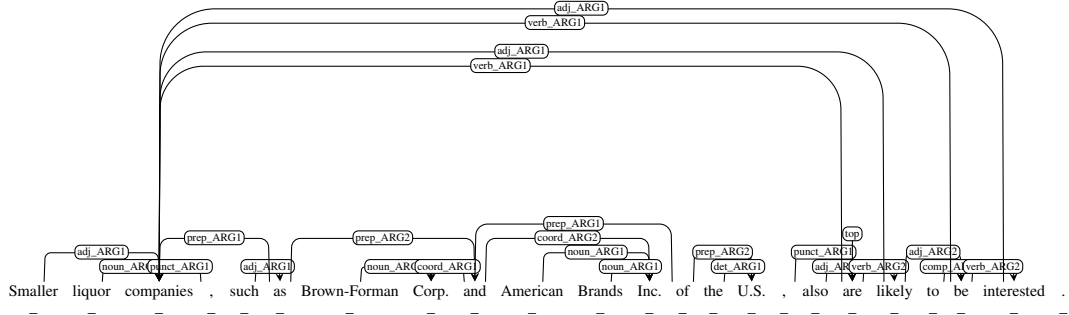 adj_ARG1
verb_ARG1
adj_ARG1
verb_ARG1
prep_ARG1
prep_ARG1 prep_ARG2 coord_ARG2 top
adj_ARG1 noun_ARG1 prep_ARG2 punct_ARG1 adj_ARG2
punct_ARG1 adj_ARG1 coord_ARG1 noun_ARG1 det_ARG1 verb_ARG2 verb_ARG2
Smaller liquor companies , such as Brown-Forman Corp. and American Brands Inc. of the U.S. , also are likely to be interested .